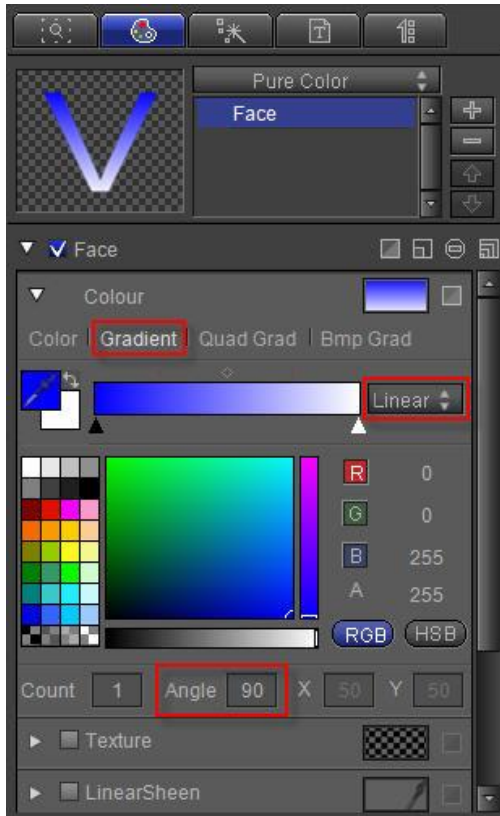 T
V
Pure Color
Face
Face
Colour
Color | Gradient | Quad Grad | Bmp Grad
Linear
R 0
G 0
B 255
A 255
RGB HSB
Count 1 Angle 90 X 50 Y 50
Texture
LinearSheen